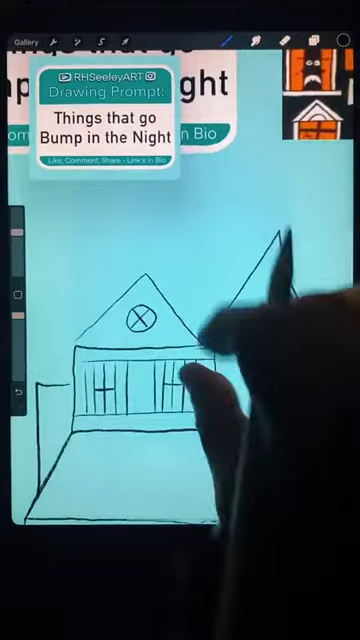 Gallery
RHSeeleyART
Drawing Prompt:
Things that go
Bump in the Night
Like, Comment, Share - Link's in Bio
ght
n Bio